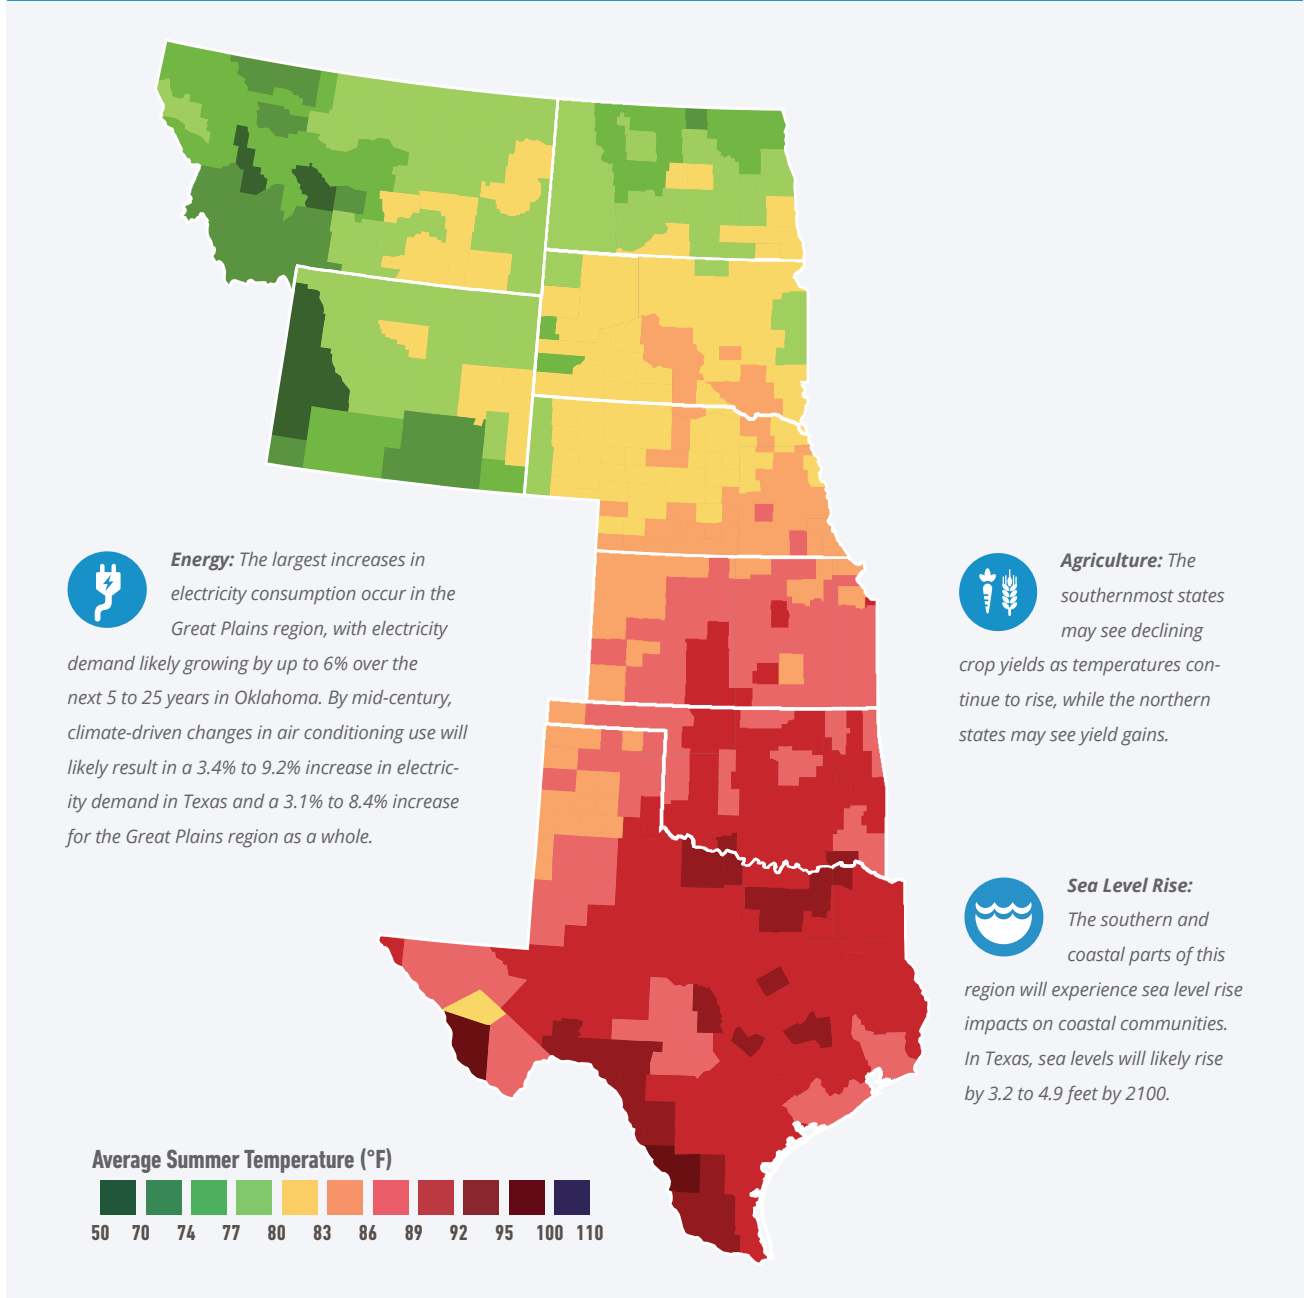 Energy: The largest increases in
electricity consumption occur in the
Great Plains region, with electricity
demand likely growing by up to 6% over the
next 5 to 25 years in Oklahoma. By mid-century,
climate-driven changes in air conditioning use will
likely result in a 3.4% to 9.2% increase in electric-
ity demand in Texas and a 3.1% to 8.4% increase
for the Great Plains region as a whole.
Agriculture: The
southernmost states
may see declining
crop yields as temperatures con-
tinue to rise, while the northern
states may see yield gains.
Sea Level Rise:
The southern and
coastal parts of this
region will experience sea level rise
impacts on coastal communities.
In Texas, sea levels will likely rise
by 3.2 to 4.9 feet by 2100.
Average Summer Temperature (°F)
50 70 74 77 80 83 86 89 92 95 100 110